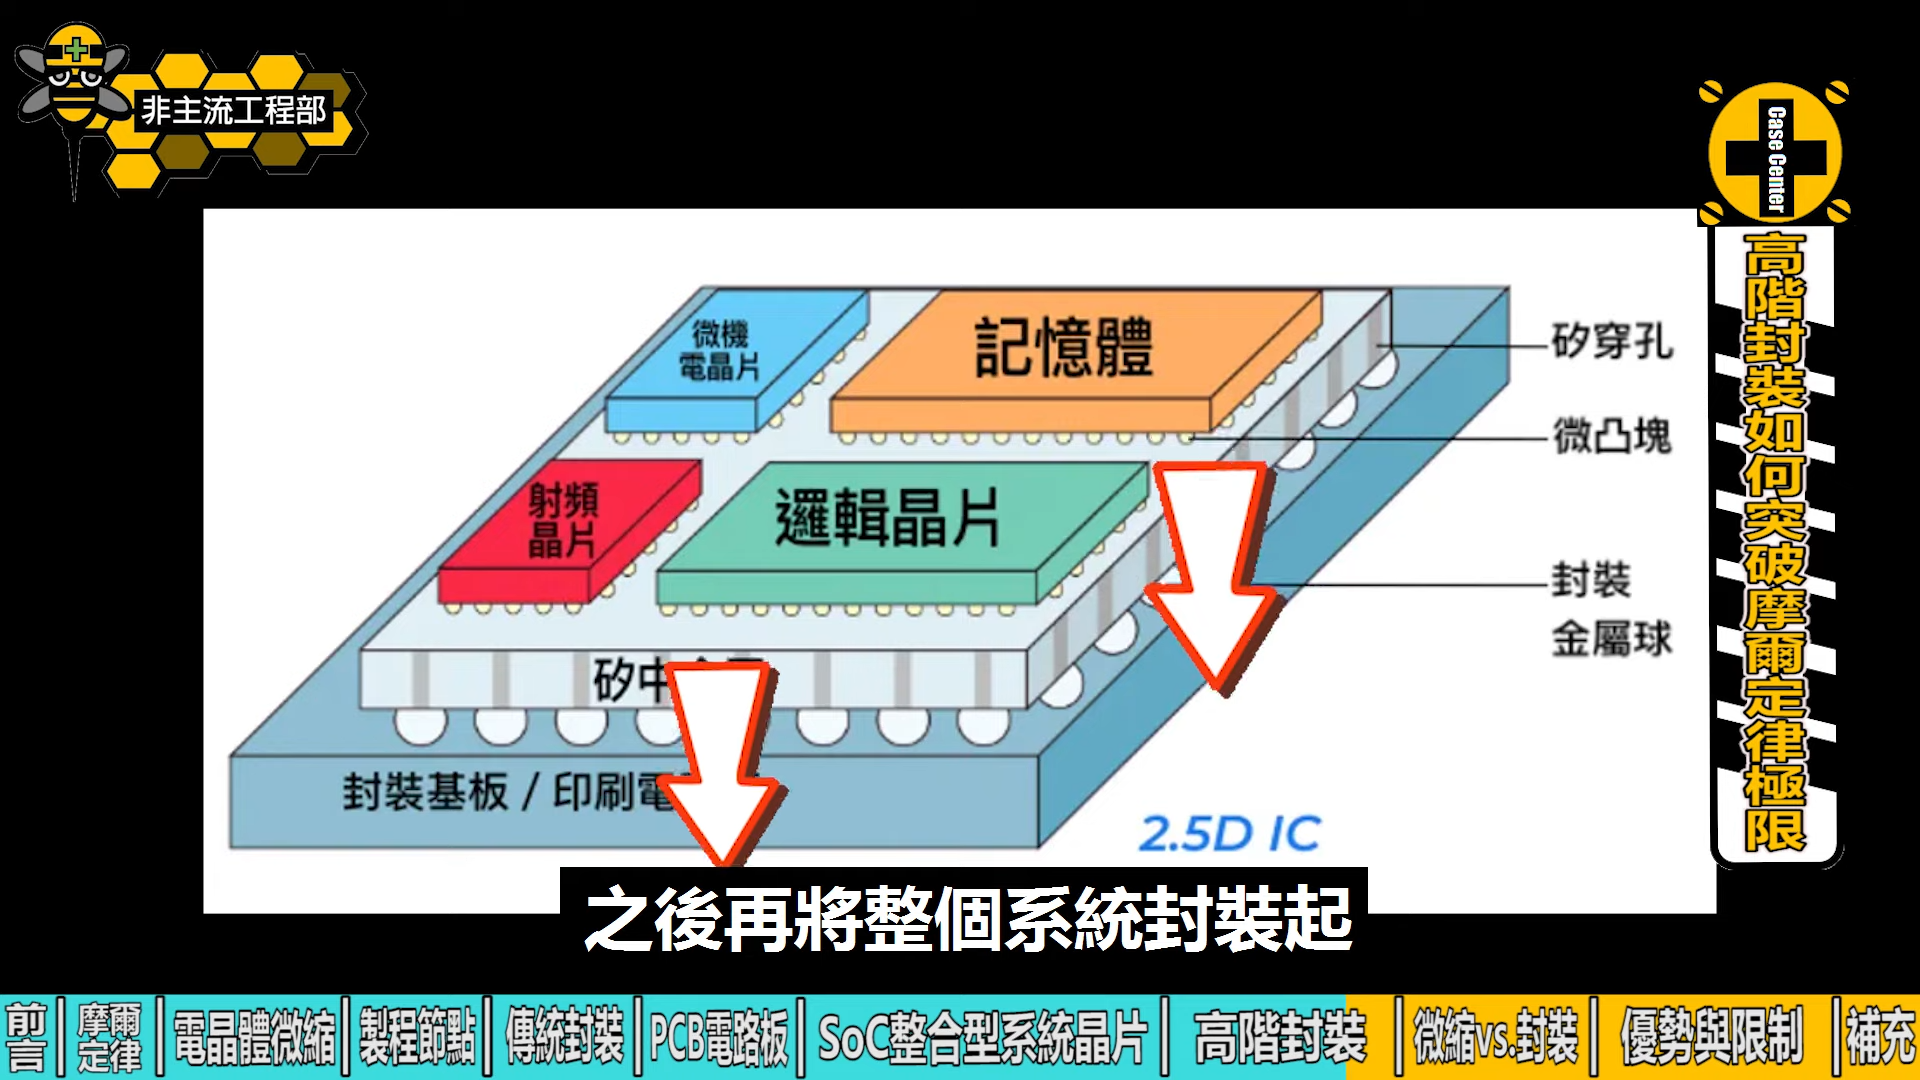 非主流工程部
Case Center
高階封裝如何突破摩爾定律極限
微機
電晶片
記憶體
矽穿孔
微凸塊
射頻
晶片
邏輯晶片
封裝
金屬球
矽中
封裝基板 / 印刷電
2.5D IC
之後再將整個系統封裝起
前言
摩爾定律
電晶體微縮
製程節點
傳統封裝
PCB電路板
SoC整合型系統晶片
高階封裝
微縮vs.封裝
優勢與限制
補充